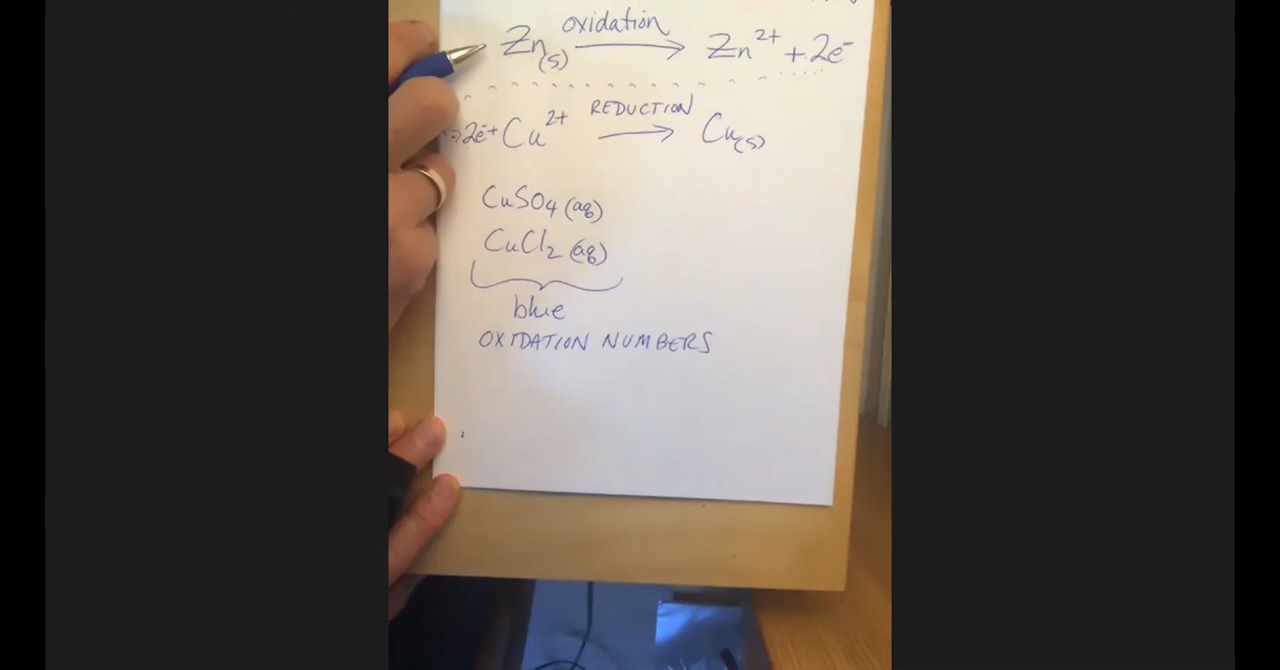 Zn(s) oxidation → Zn²⁺ + 2e⁻
2e⁻ + Cu²⁺ REDUCTION → Cu(s)
CuSO4 (aq)
CuCl2 (aq)
blue
OXIDATION NUMBERS